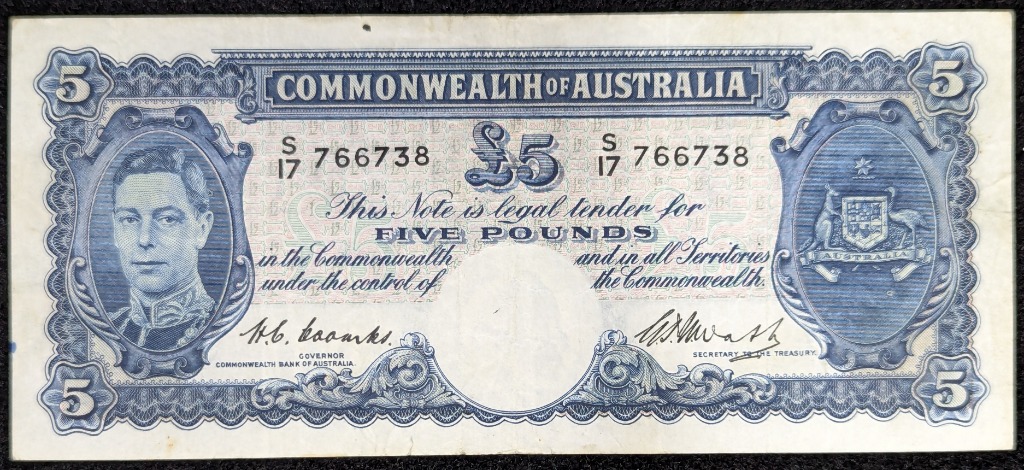 5 5
COMMONWEALTH OF AUSTRALIA
S/17 766738 £5 S/17 766738
This Note is legal tender for
FIVE POUNDS
in the Commonwealth and in all Territories
under the control of the Commonwealth.
AUSTRALIA
H.C. Coombs.
GOVERNOR
COMMONWEALTH BANK OF AUSTRALIA.
SECRETARY TO THE TREASURY.
5 5